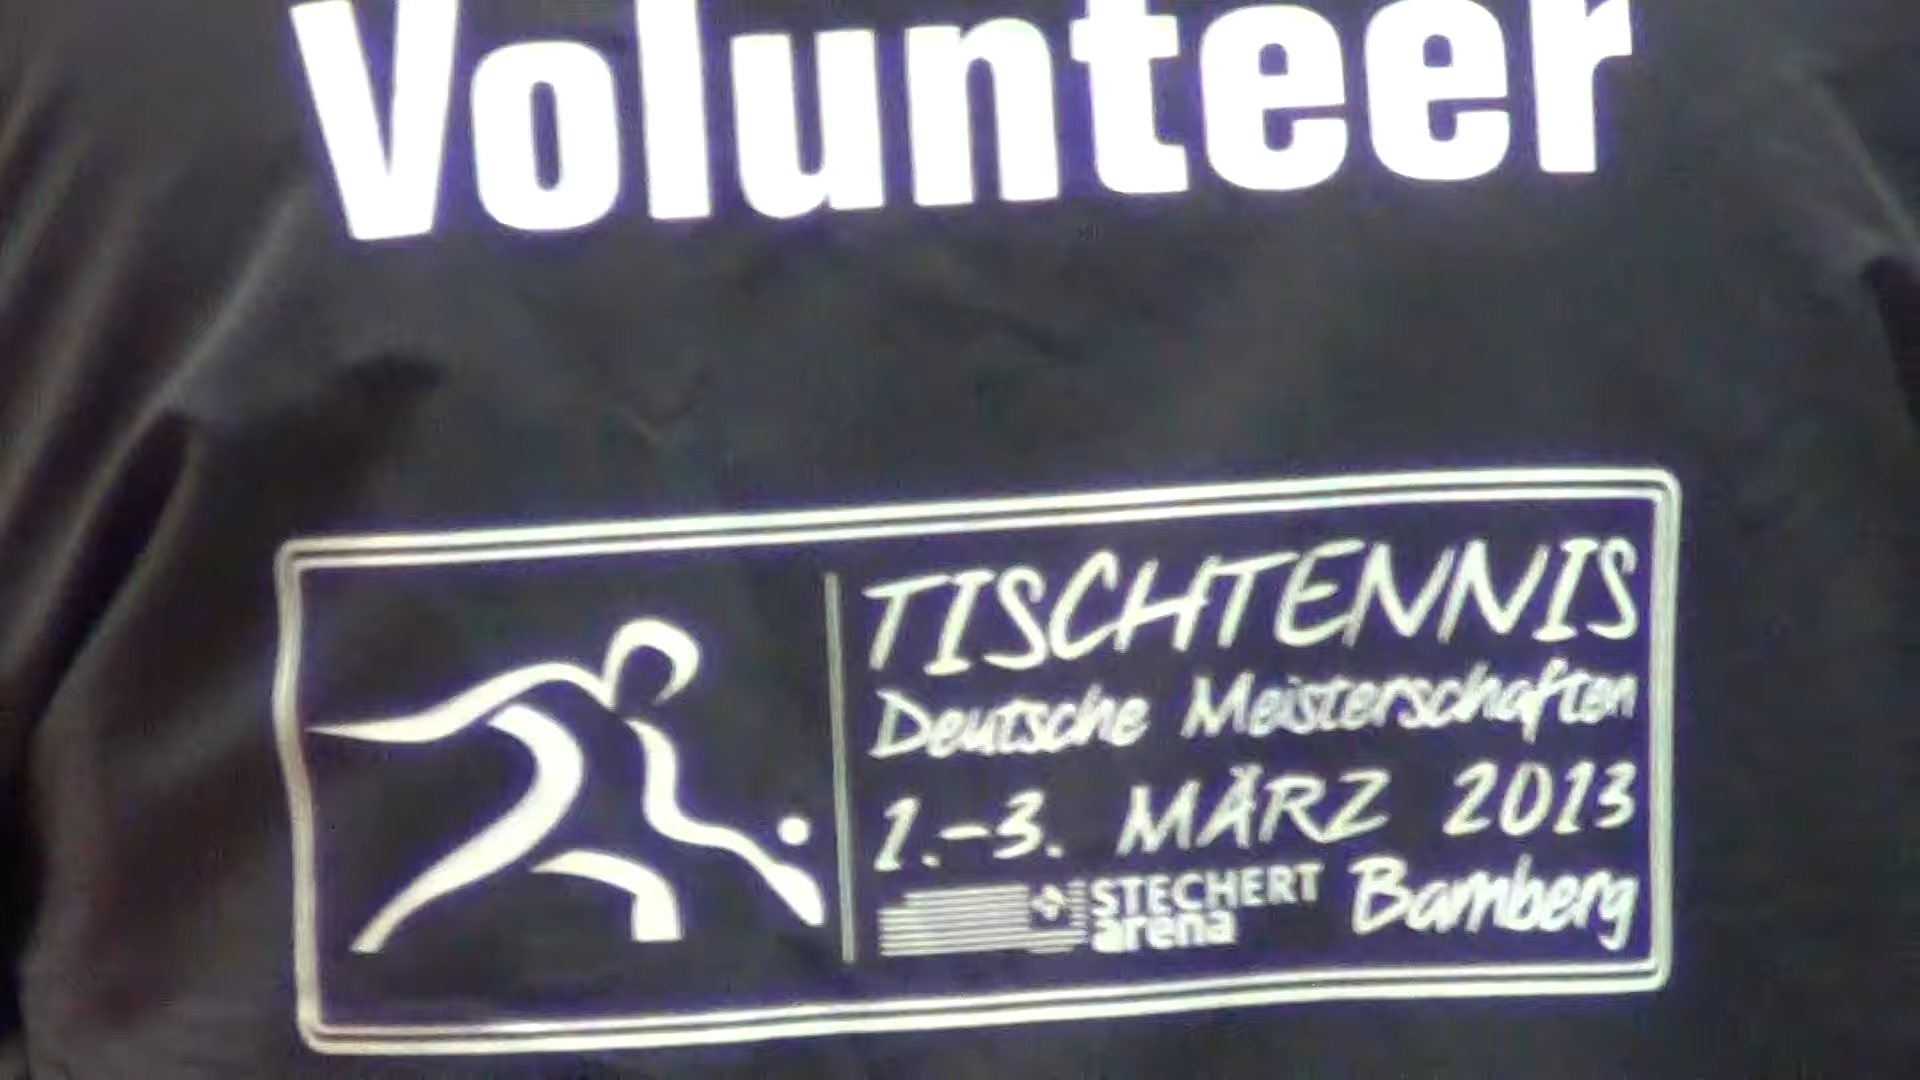 Volunteer
TISCHTENNIS
Deutsche Meisterschaften
1.-3. MÄRZ 2013
STECHERT arena Bamberg